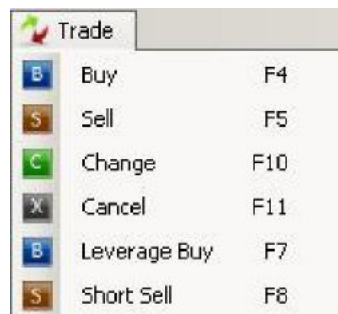 Trade
B Buy F4
S Sell F5
C Change F10
X Cancel F11
B Leverage Buy F7
S Short Sell F8